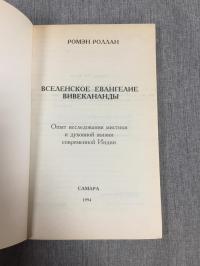 РОМЭН РОЛЛАН
ВСЕЛЕНСКОЕ ЕВАНГЕЛИЕ
ВИВЕКАНАНДЫ
Опыт исследования мистики
и духовной жизни
современной Индии
САМАРА
1994